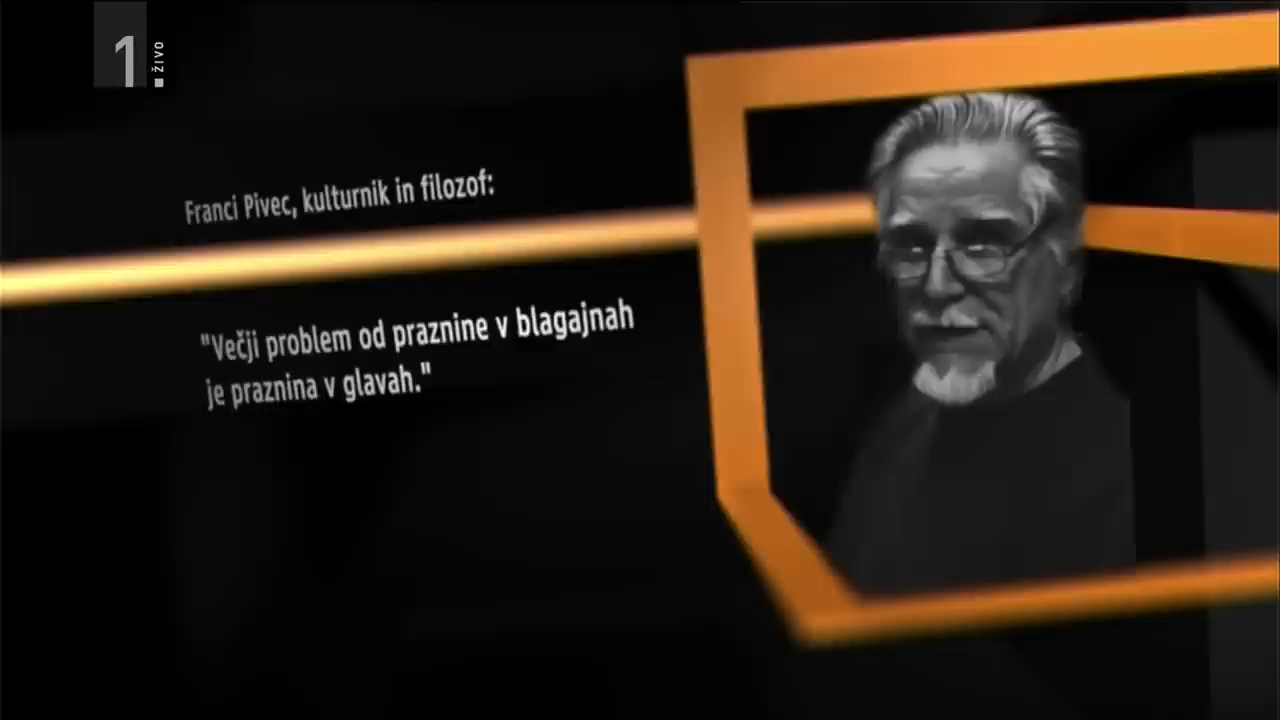 1.
ŽIVO
Franci Pivec, kulturnik in filozof:
"Večji problem od praznine v blagajnah
je praznina v glavah."